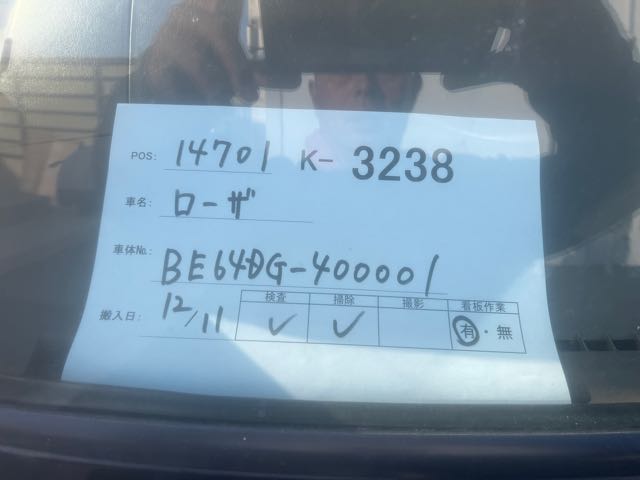 POS: 14701 K- 3238
車名: ローザ
車体No.: BE64DG-400001
搬入日: 12/11
検査 掃除 撮影 看板作業
✓ ✓ 有・無